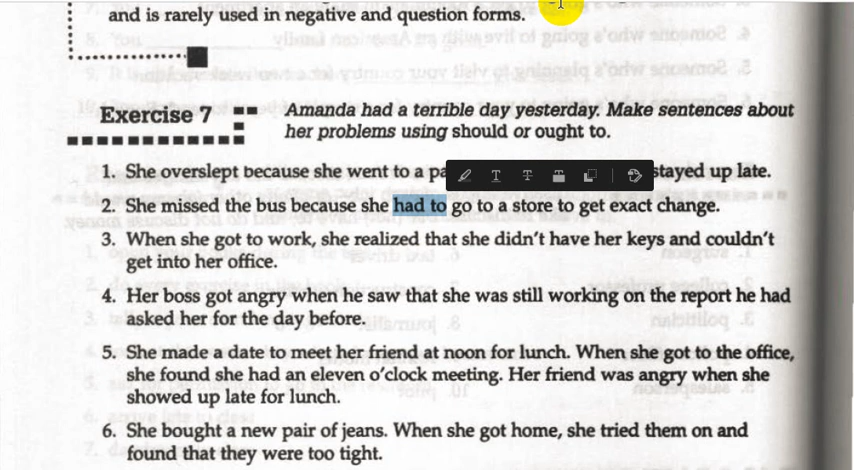 and is rarely used in negative and question forms.
Exercise 7
Amanda had a terrible day yesterday. Make sentences about
her problems using should or ought to.
1. She overslept because she went to a pa stayed up late.
2. She missed the bus because she had to go to a store to get exact change.
3. When she got to work, she realized that she didn't have her keys and couldn't
get into her office.
4. Her boss got angry when he saw that she was still working on the report he had
asked her for the day before.
5. She made a date to meet her friend at noon for lunch. When she got to the office,
she found she had an eleven o'clock meeting. Her friend was angry when she
showed up late for lunch.
6. She bought a new pair of jeans. When she got home, she tried them on and
found that they were too tight.